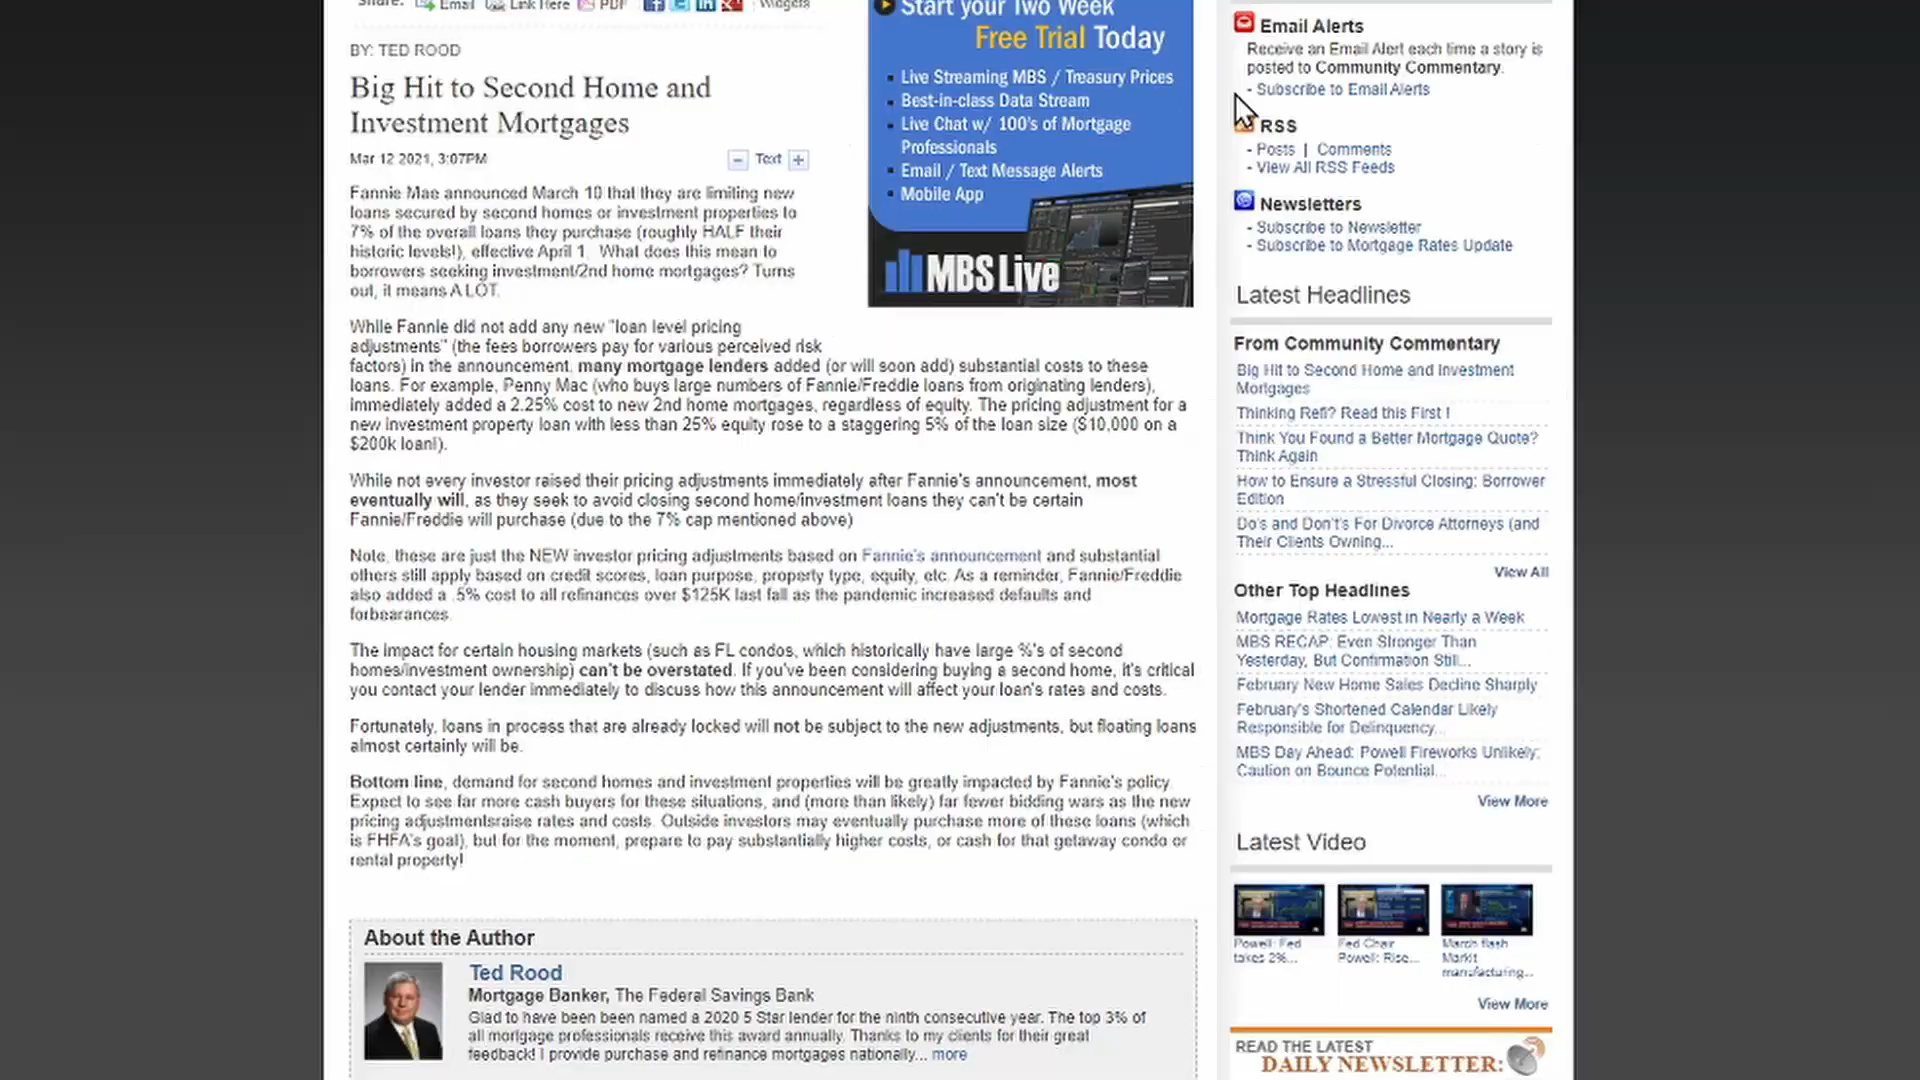 Share: Email Link Here PDF Widgets
BY: TED ROOD
Big Hit to Second Home and
Investment Mortgages
Mar 12 2021, 3:07PM
Text
Fannie Mae announced March 10 that they are limiting new
loans secured by second homes or investment properties to
7% of the overall loans they purchase (roughly HALF their
historic levels!), effective April 1. What does this mean to
borrowers seeking investment/2nd home mortgages? Turns
out, it means A LOT.
While Fannie did not add any new "loan level pricing
adjustments" (the fees borrowers pay for various perceived risk
factors) in the announcement, many mortgage lenders added (or will soon add) substantial costs to these
loans. For example, Penny Mac (who buys large numbers of Fannie/Freddie loans from originating lenders),
immediately added a 2.25% cost to new 2nd home mortgages, regardless of equity. The pricing adjustment for a
new investment property loan with less than 25% equity rose to a staggering 5% of the loan size ($10,000 on a
$200k loan!).
While not every investor raised their pricing adjustments immediately after Fannie's announcement, most
eventually will, as they seek to avoid closing second home/investment loans they can't be certain
Fannie/Freddie will purchase (due to the 7% cap mentioned above)
Note, these are just the NEW investor pricing adjustments based on Fannie's announcement and substantial
others still apply based on credit scores, loan purpose, property type, equity, etc. As a reminder, Fannie/Freddie
also added a .5% cost to all refinances over $125K last fall as the pandemic increased defaults and
forbearances.
The impact for certain housing markets (such as FL condos, which historically have large %'s of second
homes/investment ownership) can't be overstated. If you've been considering buying a second home, it's critical
you contact your lender immediately to discuss how this announcement will affect your loan's rates and costs.
Fortunately, loans in process that are already locked will not be subject to the new adjustments, but floating loans
almost certainly will be.
Bottom line, demand for second homes and investment properties will be greatly impacted by Fannie's policy.
Expect to see far more cash buyers for these situations, and (more than likely) far fewer bidding wars as the new
pricing adjustmentsraise rates and costs. Outside investors may eventually purchase more of these loans (which
is FHFA's goal), but for the moment, prepare to pay substantially higher costs, or cash for that getaway condo or
rental property!
About the Author
Ted Rood
Mortgage Banker, The Federal Savings Bank
Glad to have been been named a 2020 5 Star lender for the ninth consecutive year. The top 3% of
all mortgage professionals receive this award annually. Thanks to my clients for their great
feedback! I provide purchase and refinance mortgages nationally... more
Start your Two Week
Free Trial Today
Live Streaming MBS / Treasury Prices
Best-in-class Data Stream
Live Chat w/ 100's of Mortgage
Professionals
Email / Text Message Alerts
Mobile App
MBS Live
Email Alerts
Receive an Email Alert each time a story is
posted to Community Commentary.
- Subscribe to Email Alerts
RSS
- Posts | Comments
- View All RSS Feeds
Newsletters
- Subscribe to Newsletter
- Subscribe to Mortgage Rates Update
Latest Headlines
From Community Commentary
Big Hit to Second Home and Investment
Mortgages
Thinking Refi? Read this First !
Think You Found a Better Mortgage Quote?
Think Again
How to Ensure a Stressful Closing: Borrower
Edition
Do's and Don't's For Divorce Attorneys (and
Their Clients Owning...
View All
Other Top Headlines
Mortgage Rates Lowest in Nearly a Week
MBS RECAP: Even Stronger Than
Yesterday, But Confirmation Still...
February New Home Sales Decline Sharply
February's Shortened Calendar Likely
Responsible for Delinquency...
MBS Day Ahead: Powell Fireworks Unlikely;
Caution on Bounce Potential...
View More
Latest Video
Powell: Fed
takes 2%...
Fed Chair
Powell: Rise...
March flash
Markit
manufacturing...
View More
READ THE LATEST
DAILY NEWSLETTER: